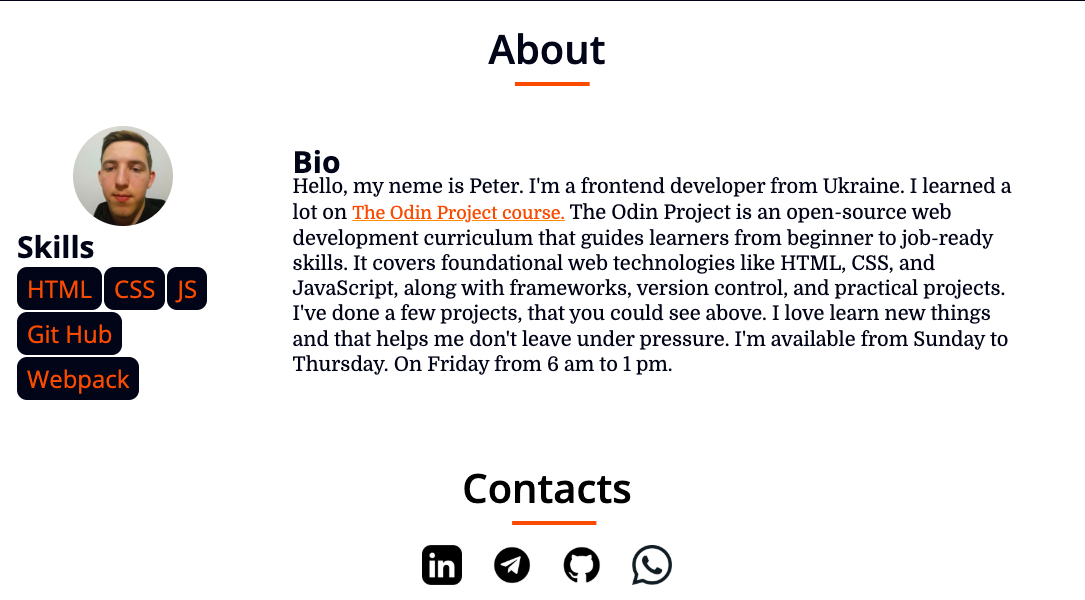 About
Skills
HTML CSS JS
Git Hub
Webpack
Bio
Hello, my neme is Peter. I'm a frontend developer from Ukraine. I learned a
lot on The Odin Project course. The Odin Project is an open-source web
development curriculum that guides learners from beginner to job-ready
skills. It covers foundational web technologies like HTML, CSS, and
JavaScript, along with frameworks, version control, and practical projects.
I've done a few projects, that you could see above. I love learn new things
and that helps me don't leave under pressure. I'm available from Sunday to
Thursday. On Friday from 6 am to 1 pm.
Contacts
in